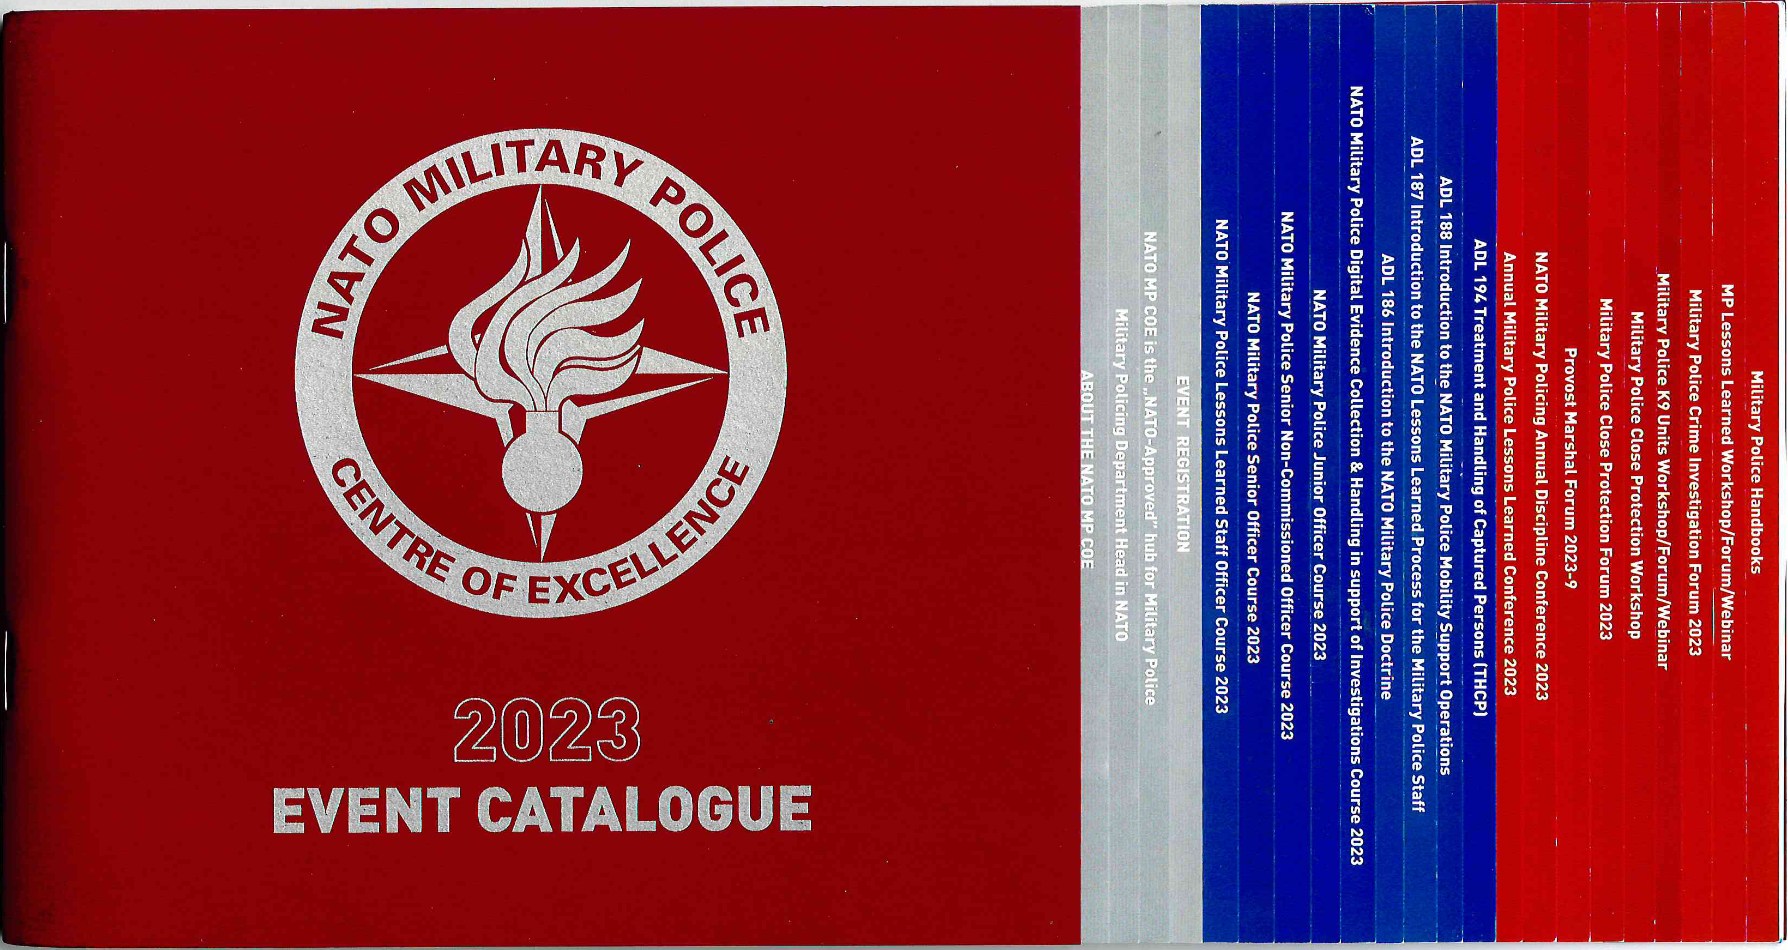 NATO MILITARY POLICE
CENTRE OF EXCELLENCE
2023
EVENT CATALOGUE
ABOUT THE NATO MP COE
Military Policing Department Head in NATO
NATO MP COE is the „NATO-Approved” hub for Military Police
EVENT REGISTRATION
NATO Military Police Lessons Learned Staff Officer Course 2023
NATO Military Police Senior Officer Course 2023
NATO Military Police Senior Non-Commissioned Officer Course 2023
NATO Military Police Junior Officer Course 2023
NATO Military Police Digital Evidence Collection & Handling in support of Investigations Course 2023
ADL 186 Introduction to the NATO Military Police Doctrine
ADL 187 Introduction to the NATO Lessons Learned Process for the Military Police Staff
ADL 188 Introduction to the NATO Military Police Mobility Support Operations
ADL 194 Treatment and Handling of Captured Persons (THCP)
Annual Military Police Lessons Learned Conference 2023
NATO Military Policing Annual Discipline Conference 2023
Provost Marshal Forum 2023-9
Military Police Close Protection Forum 2023
Military Police Close Protection Workshop
Military Police K9 Units Workshop/Forum/Webinar
Military Police Crime Investigation Forum 2023
MP Lessons Learned Workshop/Forum/Webinar
Military Police Handbooks